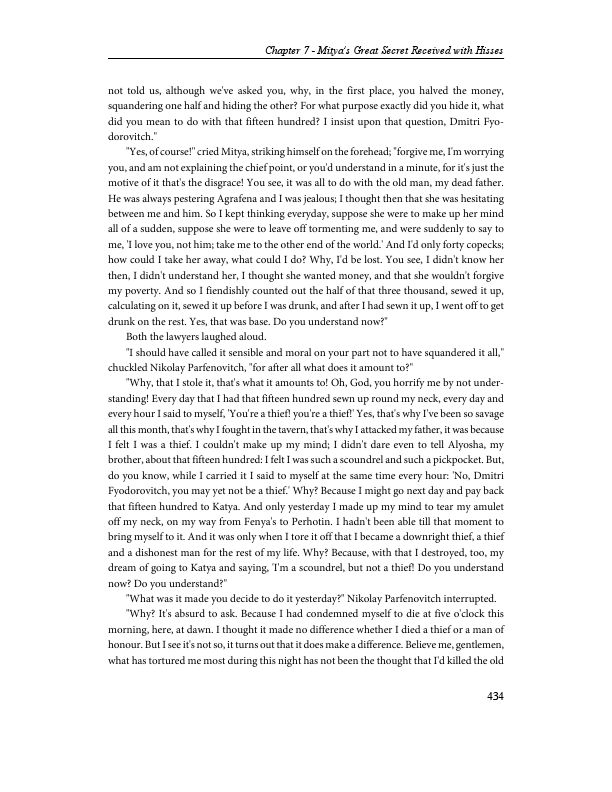 Chapter 7 - Mitya's Great Secret Received with Hisses
not told us, although we've asked you, why, in the first place, you halved the money,
squandering one half and hiding the other? For what purpose exactly did you hide it, what
did you mean to do with that fifteen hundred? I insist upon that question, Dmitri Fyo-
dorovitch."
"Yes, of course!" cried Mitya, striking himself on the forehead; "forgive me, I'm worrying
you, and am not explaining the chief point, or you'd understand in a minute, for it's just the
motive of it that's the disgrace! You see, it was all to do with the old man, my dead father.
He was always pestering Agrafena and I was jealous; I thought then that she was hesitating
between me and him. So I kept thinking everyday, suppose she were to make up her mind
all of a sudden, suppose she were to leave off tormenting me, and were suddenly to say to
me, 'I love you, not him; take me to the other end of the world.' And I'd only forty copecks;
how could I take her away, what could I do? Why, I'd be lost. You see, I didn't know her
then, I didn't understand her, I thought she wanted money, and that she wouldn't forgive
my poverty. And so I fiendishly counted out the half of that three thousand, sewed it up,
calculating on it, sewed it up before I was drunk, and after I had sewn it up, I went off to get
drunk on the rest. Yes, that was base. Do you understand now?"
Both the lawyers laughed aloud.
"I should have called it sensible and moral on your part not to have squandered it all,"
chuckled Nikolay Parfenovitch, "for after all what does it amount to?"
"Why, that I stole it, that's what it amounts to! Oh, God, you horrify me by not under-
standing! Every day that I had that fifteen hundred sewn up round my neck, every day and
every hour I said to myself, 'You're a thief! you're a thief!' Yes, that's why I've been so savage
all this month, that's why I fought in the tavern, that's why I attacked my father, it was because
I felt I was a thief. I couldn't make up my mind; I didn't dare even to tell Alyosha, my
brother, about that fifteen hundred: I felt I was such a scoundrel and such a pickpocket. But,
do you know, while I carried it I said to myself at the same time every hour: 'No, Dmitri
Fyodorovitch, you may yet not be a thief.' Why? Because I might go next day and pay back
that fifteen hundred to Katya. And only yesterday I made up my mind to tear my amulet
off my neck, on my way from Fenya's to Perhotin. I hadn't been able till that moment to
bring myself to it. And it was only when I tore it off that I became a downright thief, a thief
and a dishonest man for the rest of my life. Why? Because, with that I destroyed, too, my
dream of going to Katya and saying, 'I'm a scoundrel, but not a thief! Do you understand
now? Do you understand?"
"What was it made you decide to do it yesterday?" Nikolay Parfenovitch interrupted.
"Why? It's absurd to ask. Because I had condemned myself to die at five o'clock this
morning, here, at dawn. I thought it made no difference whether I died a thief or a man of
honour. But I see it's not so, it turns out that it does make a difference. Believe me, gentlemen,
what has tortured me most during this night has not been the thought that I'd killed the old
434